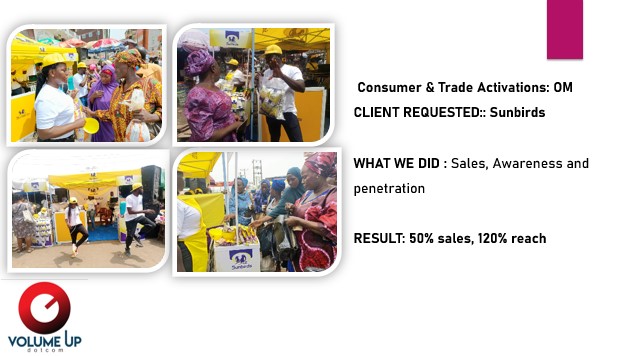 Consumer & Trade Activations: OM
CLIENT REQUESTED:: Sunbirds
WHAT WE DID : Sales, Awareness and
penetration
RESULT: 50% sales, 120% reach
Sunbirds
VOLUME UP
dotcom